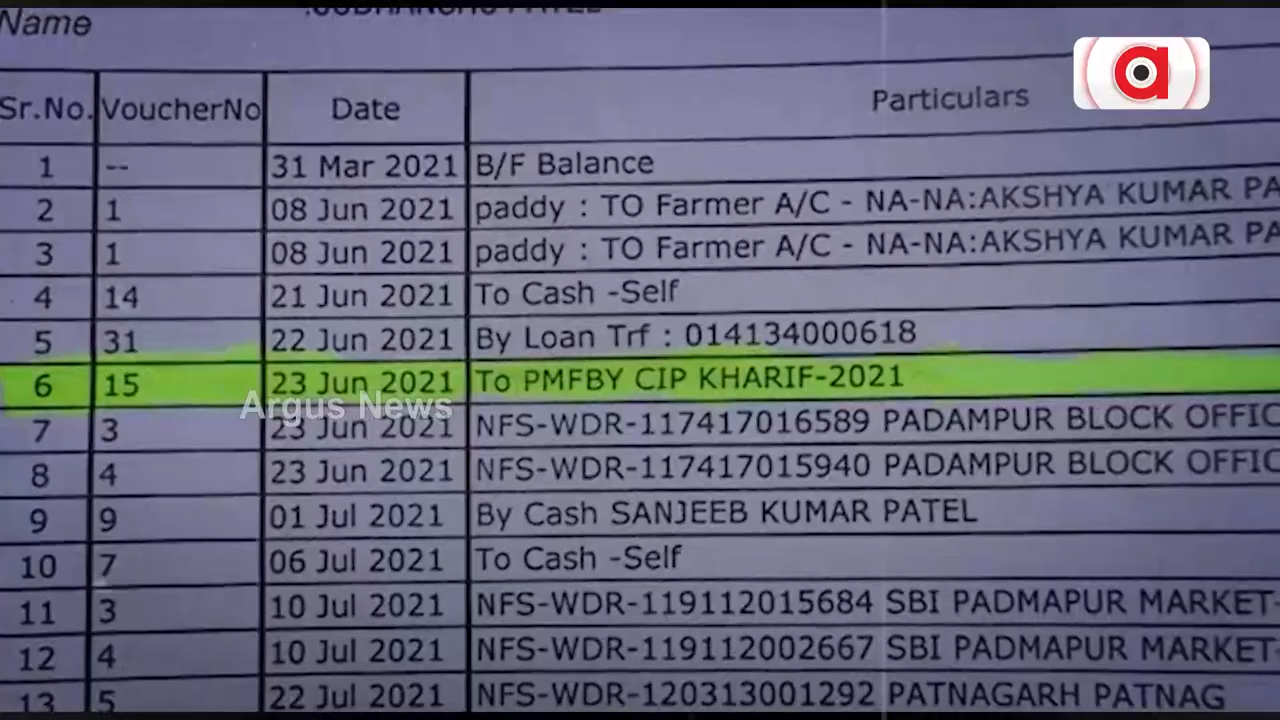 Name
PATEL
Sr.No. VoucherNo Date Particulars
1 -- 31 Mar 2021 B/F Balance
2 1 08 Jun 2021 paddy : TO Farmer A/C - NA-NA:AKSHYA KUMAR PA
3 1 08 Jun 2021 paddy : TO Farmer A/C - NA-NA:AKSHYA KUMAR PA
4 14 21 Jun 2021 To Cash -Self
5 31 22 Jun 2021 By Loan Trf : 014134000618
6 15 23 Jun 2021 To PMFBY CIP KHARIF-2021
Argus News
7 3 23 Jun 2021 NFS-WDR-117417016589 PADAMPUR BLOCK OFFIC
8 4 23 Jun 2021 NFS-WDR-117417015940 PADAMPUR BLOCK OFFIC
9 9 01 Jul 2021 By Cash SANJEEB KUMAR PATEL
10 7 06 Jul 2021 To Cash -Self
11 3 10 Jul 2021 NFS-WDR-119112015684 SBI PADMAPUR MARKET-
12 4 10 Jul 2021 NFS-WDR-119112002667 SBI PADMAPUR MARKET-
13 5 22 Jul 2021 NFS-WDR-120313001292 PATNAGARH PATNAG